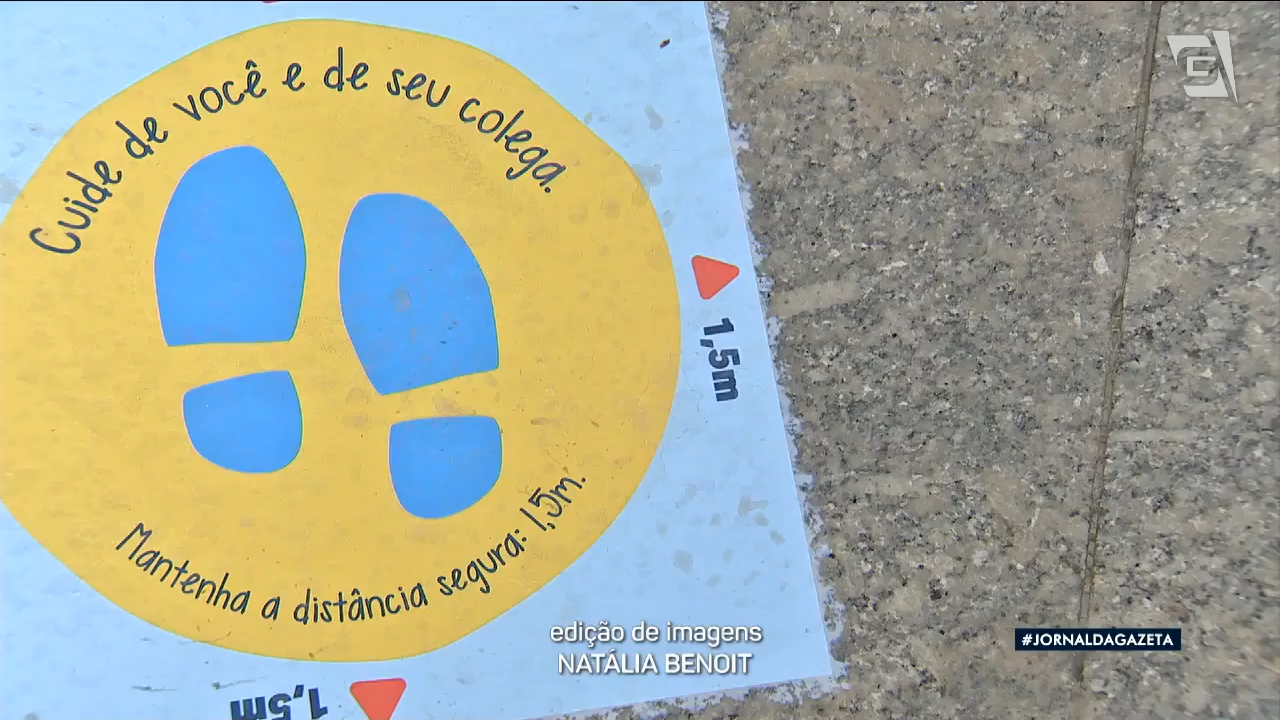 Cuide de você e de seu colega.
1,5m
Mantenha a distância segura: 1,5m.
edição de imagens
NATÁLIA BENOIT
#JORNALDAGAZETA
1,5m